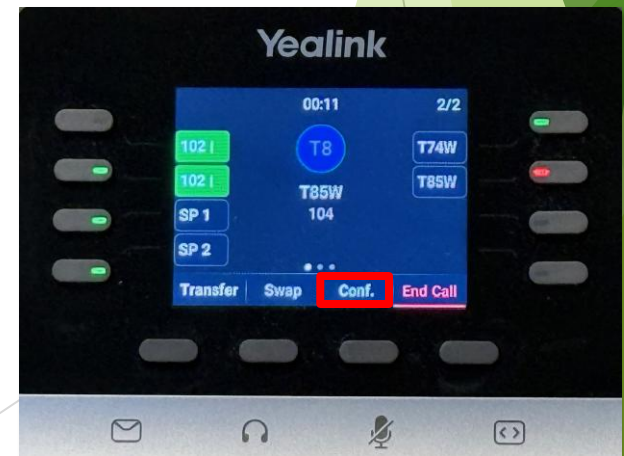 Yealink
00:11 2/2
102 | T8 T74W
102 | T85W T85W
SP 1 104
SP 2
Transfer Swap Conf. End Call